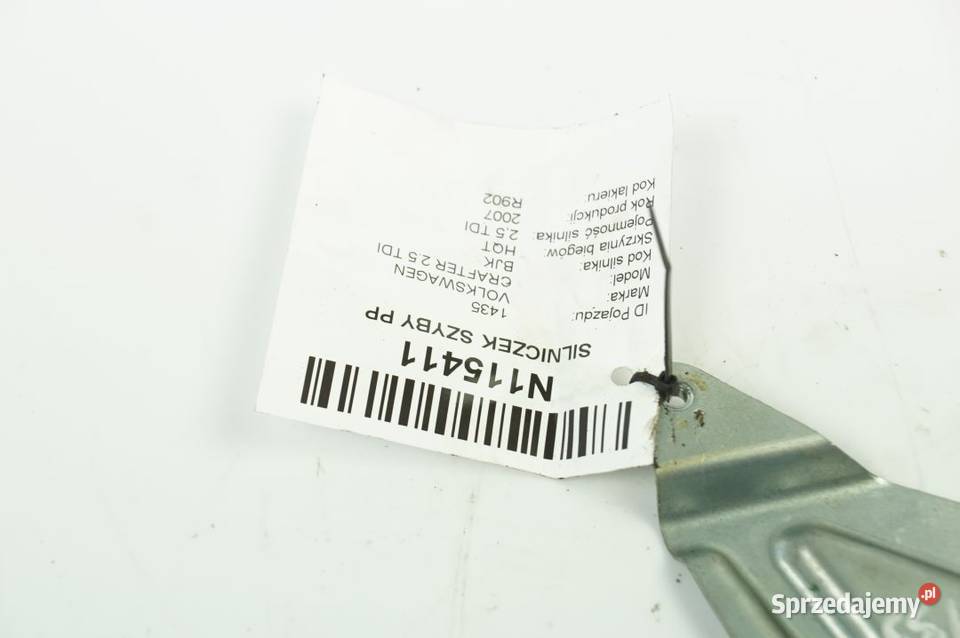 N115411
SILNICZEK SZYBY PP
ID Pojazdu: 1435
Marka: VOLKSWAGEN
Model: CRAFTER 2.5 TDI
Kod silnika: BJK
Skrzynia biegów: HQT
Pojemność silnika: 2,5 TDI
Rok produkcji: 2007
Kod lakieru: R902
Sprzedajemy.pl